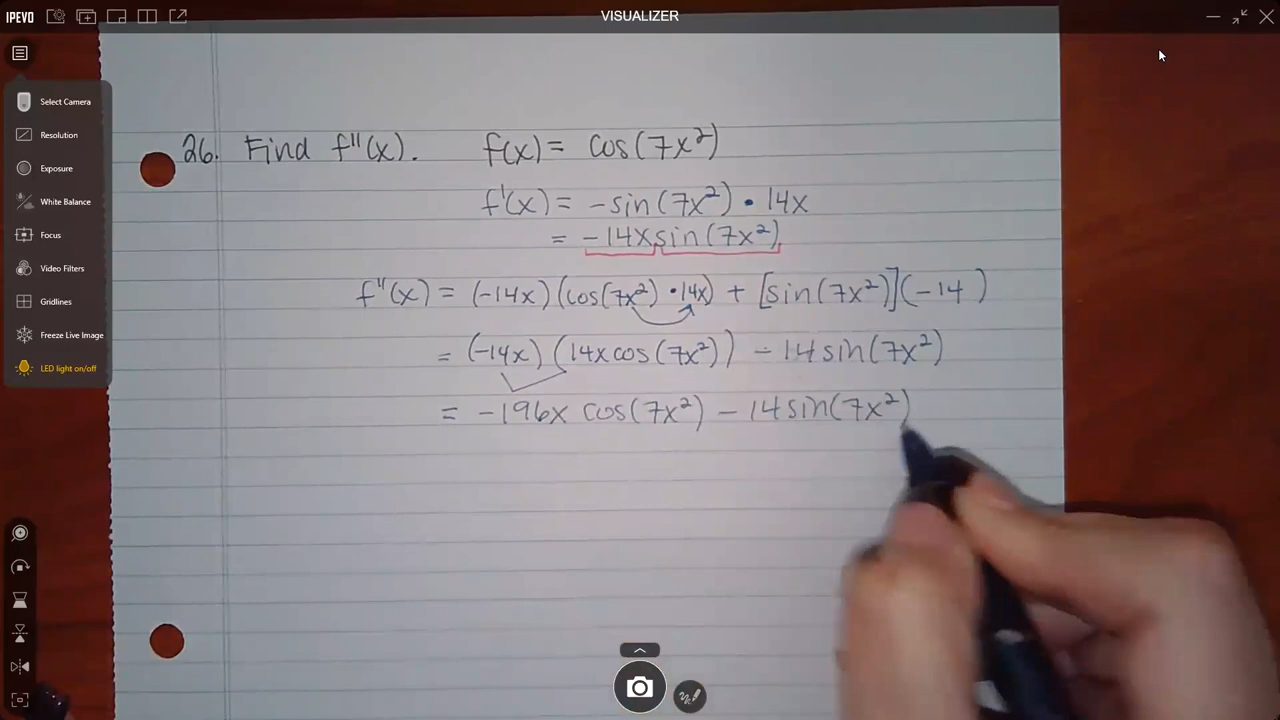 IPEVO
VISUALIZER
Select Camera
Resolution
Exposure
White Balance
Focus
Video Filters
Gridlines
Freeze Live Image
LED light on/off
26. Find f"(x). f(x) = cos(7x²)
f'(x) = -sin(7x²) • 14x
= -14x sin(7x²)
f"(x) = (-14x)(cos(7x²) • 14x) + [sin(7x²)](-14)
= (-14x)(14x cos(7x²)) - 14 sin(7x²)
= -196x cos(7x²) - 14 sin(7x²)